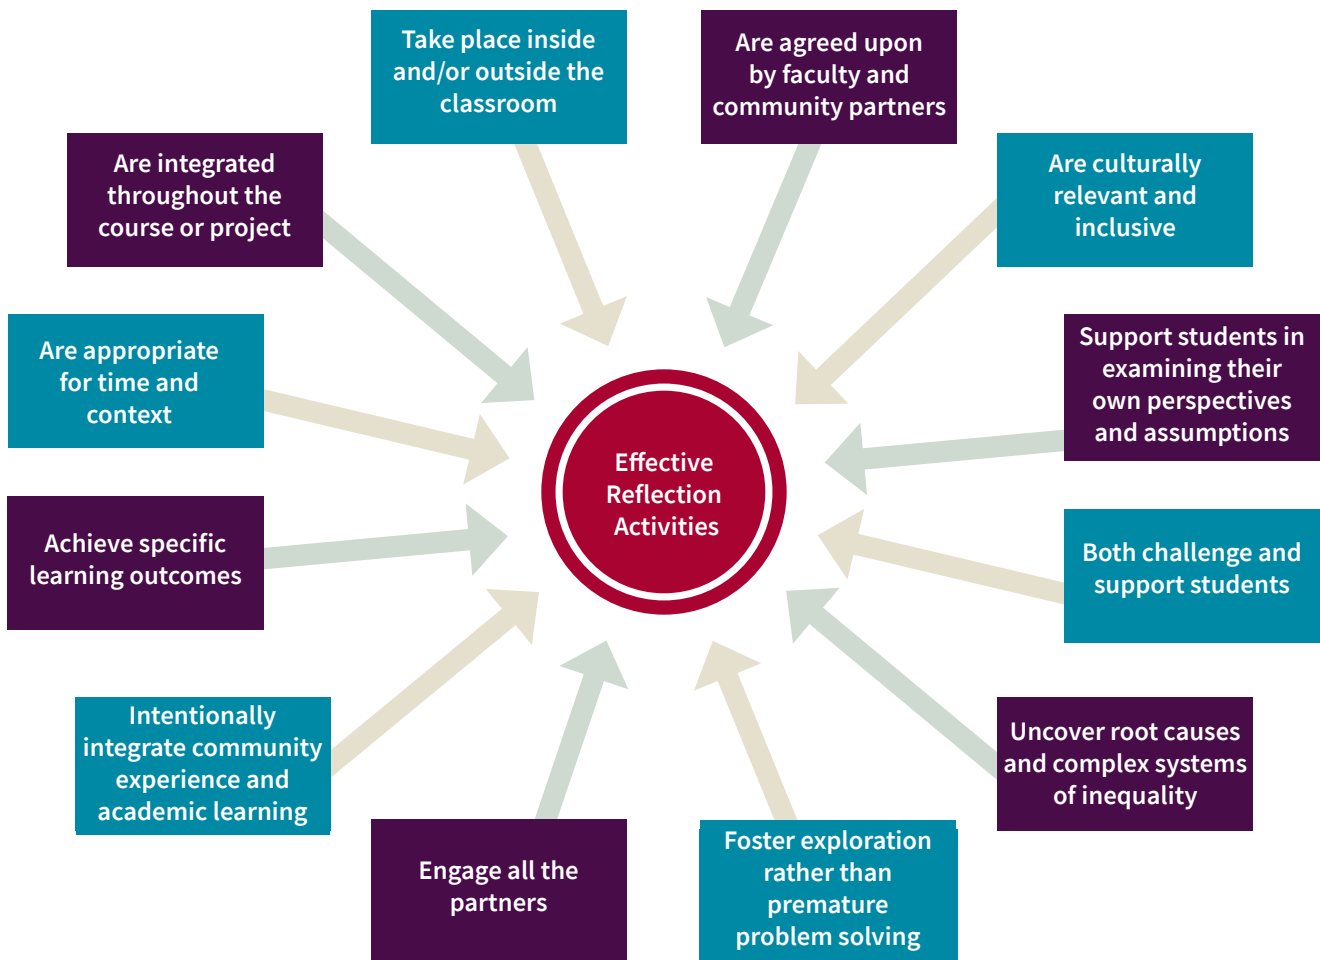 Take place inside
and/or outside the
classroom
Are agreed upon
by faculty and
community partners
Are integrated
throughout the
course or project
Are culturally
relevant and
inclusive
Are appropriate
for time and
context
Support students in
examining their
own perspectives
and assumptions
Effective
Reflection
Activities
Achieve specific
learning outcomes
Both challenge and
support students
Intentionally
integrate community
experience and
academic learning
Uncover root causes
and complex systems
of inequality
Engage all the
partners
Foster exploration
rather than
premature
problem solving